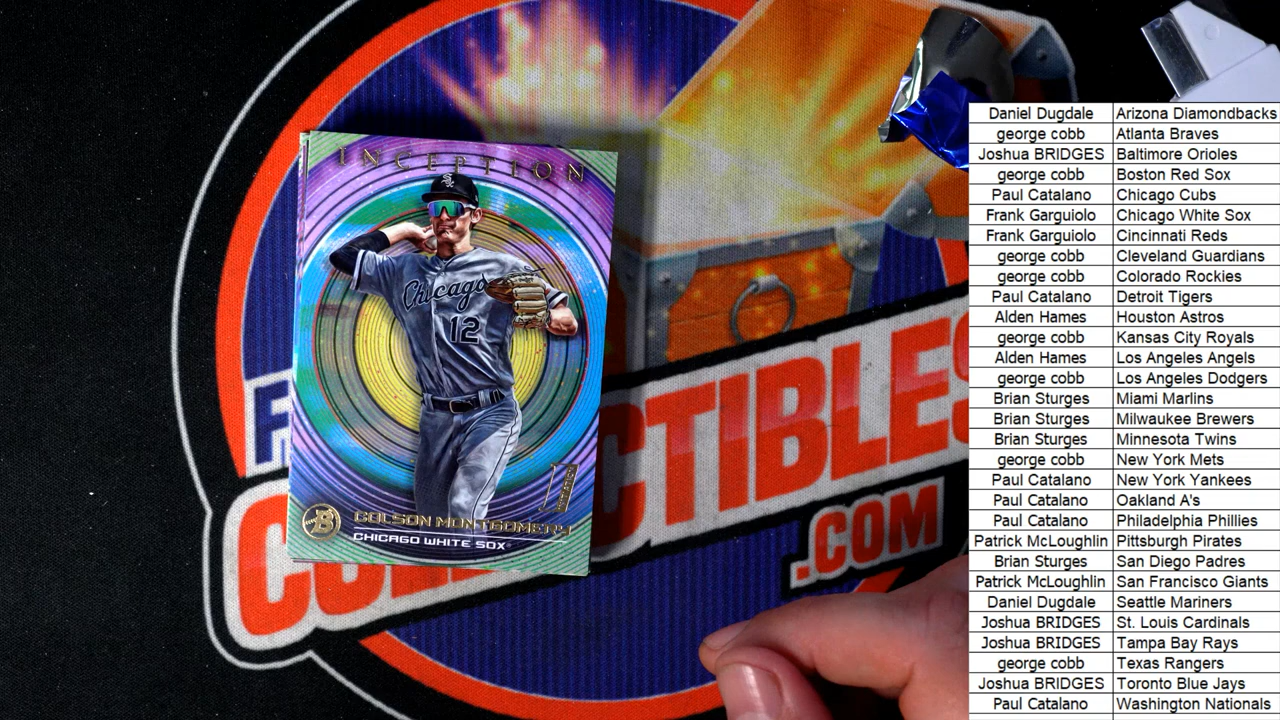 INCEPTION
Chicago
12
B
COLSON MONTGOMERY
CHICAGO WHITE SOX
F
CTIBLES
CO
.COM
Daniel Dugdale Arizona Diamondbacks
george cobb Atlanta Braves
Joshua BRIDGES Baltimore Orioles
george cobb Boston Red Sox
Paul Catalano Chicago Cubs
Frank Garguiolo Chicago White Sox
Frank Garguiolo Cincinnati Reds
george cobb Cleveland Guardians
george cobb Colorado Rockies
Paul Catalano Detroit Tigers
Alden Hames Houston Astros
george cobb Kansas City Royals
Alden Hames Los Angeles Angels
george cobb Los Angeles Dodgers
Brian Sturges Miami Marlins
Brian Sturges Milwaukee Brewers
Brian Sturges Minnesota Twins
george cobb New York Mets
Paul Catalano New York Yankees
Paul Catalano Oakland A's
Paul Catalano Philadelphia Phillies
Patrick McLoughlin Pittsburgh Pirates
Brian Sturges San Diego Padres
Patrick McLoughlin San Francisco Giants
Daniel Dugdale Seattle Mariners
Joshua BRIDGES St. Louis Cardinals
Joshua BRIDGES Tampa Bay Rays
george cobb Texas Rangers
Joshua BRIDGES Toronto Blue Jays
Paul Catalano Washington Nationals